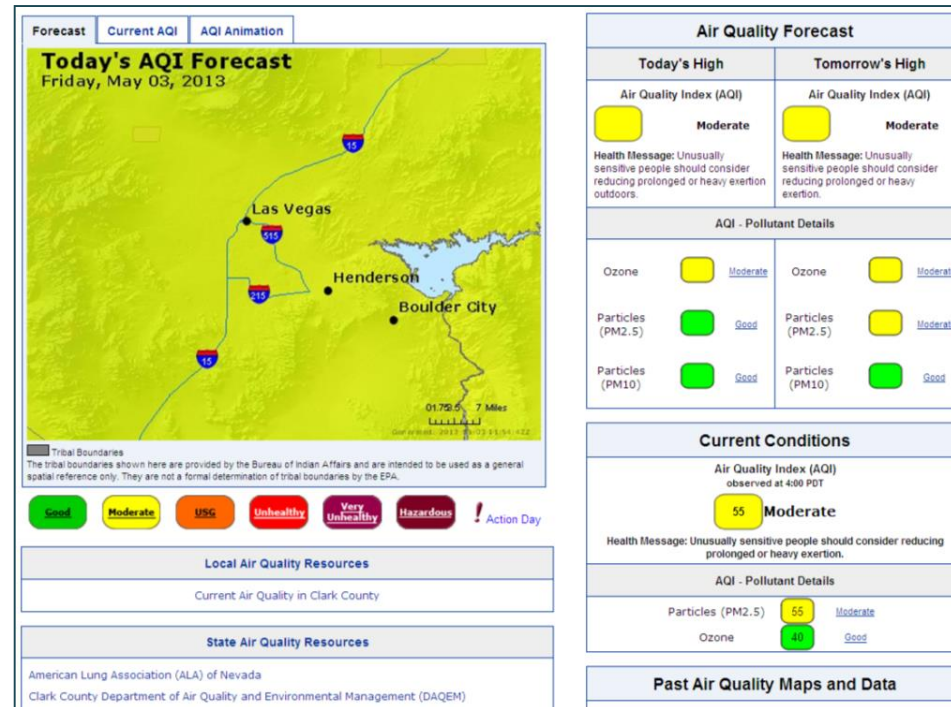 Forecast
Current AQI
AQI Animation
Today's AQI Forecast
Friday, May 03, 2013
15
Las Vegas
515
Henderson
215
Boulder City
15
7 Miles
Tribal Boundaries
The tribal boundaries shown here are provided by the Bureau of Indian Affairs and are intended to be used as a general
spatial reference only. They are not a formal determination of tribal boundaries by the EPA.
Good
Moderate
USG
Unhealthy
Very
Unhealthy
Hazardous
! Action Day
Local Air Quality Resources
Current Air Quality in Clark County
State Air Quality Resources
American Lung Association (ALA) of Nevada
Clark County Department of Air Quality and Environmental Management (DAQEM)
Air Quality Forecast
Today's High
Air Quality Index (AQI)
Moderate
Health Message: Unusually
sensitive people should consider
reducing prolonged or heavy exertion
outdoors.
Tomorrow's High
Air Quality Index (AQI)
Moderate
Health Message: Unusually
sensitive people should consider
reducing prolonged or heavy
exertion.
AQI - Pollutant Details
Ozone Moderate
Particles
(PM2.5) Good
Particles
(PM10) Good
Ozone Moderat
Particles
(PM2.5) Moderat
Particles
(PM10) Good
Current Conditions
Air Quality Index (AQI)
observed at 4:00 PDT
55 Moderate
Health Message: Unusually sensitive people should consider reducing
prolonged or heavy exertion.
AQI - Pollutant Details
Particles (PM2.5) 55 Moderate
Ozone 40 Good
Past Air Quality Maps and Data